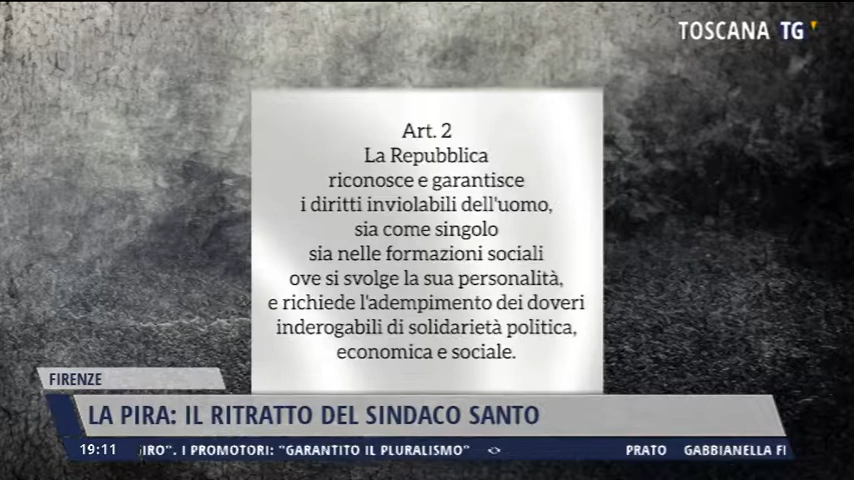 TOSCANA TG
Art. 2
La Repubblica
riconosce e garantisce
i diritti inviolabili dell'uomo,
sia come singolo
sia nelle formazioni sociali
ove si svolge la sua personalità,
e richiede l'adempimento dei doveri
inderogabili di solidarietà politica,
economica e sociale.
FIRENZE
LA PIRA: IL RITRATTO DEL SINDACO SANTO
19:11 IRO". I PROMOTORI: "GARANTITO IL PLURALISMO" PRATO GABBIANELLA FI